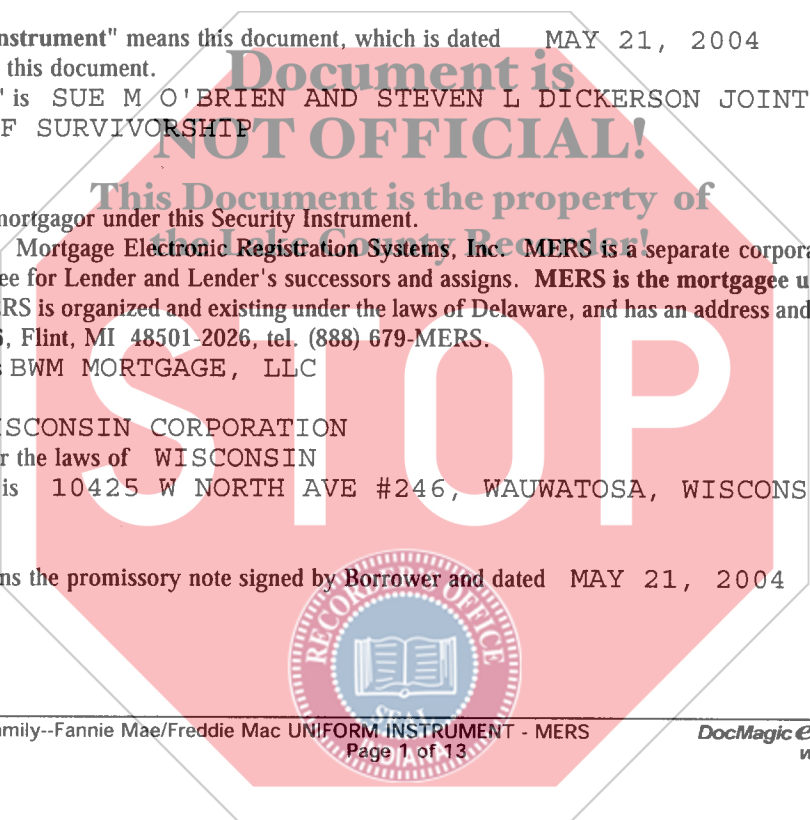 nstrument" means this document, which is dated MAY 21, 2004
this document.
Document is
" is SUE M O'BRIEN AND STEVEN L DICKERSON JOINT
F SURVIVORSHIP
NOT OFFICIAL!
This Document is the property of
mortgagor under this Security Instrument.
the Lake County Recorder!
Mortgage Electronic Registration Systems, Inc. MERS is a separate corpora
ee for Lender and Lender's successors and assigns. MERS is the mortgagee u
RS is organized and existing under the laws of Delaware, and has an address and
6, Flint, MI 48501-2026, tel. (888) 679-MERS.
s BWM MORTGAGE, LLC
STOP
ISCONSIN CORPORATION
r the laws of WISCONSIN
is 10425 W NORTH AVE #246, WAUWATOSA, WISCONS
ns the promissory note signed by Borrower and dated MAY 21, 2004
RECORDER'S OFFICE
SEAL
INDIANA
mily--Fannie Mae/Freddie Mac UNIFORM INSTRUMENT - MERS
Page 1 of 13
DocMagic e
w